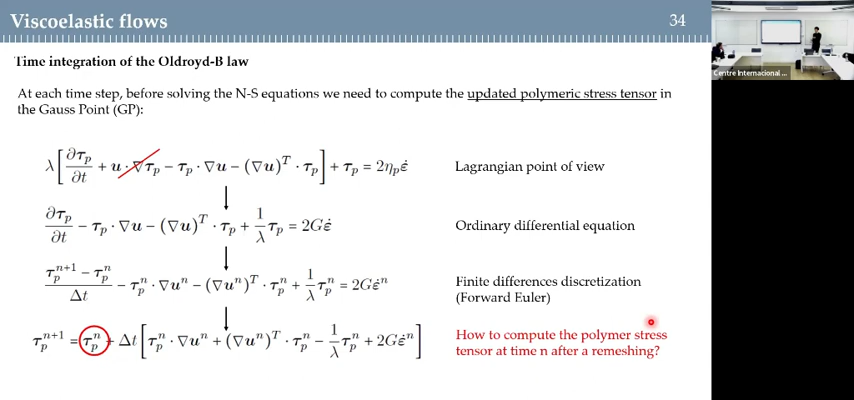 Viscoelastic flows
34
Time integration of the Oldroyd-B law
At each time step, before solving the N-S equations we need to compute the updated polymeric stress tensor in
the Gauss Point (GP):
λ[∂τ_p/∂t + u · ∇τ_p − τ_p · ∇u − (∇u)^T · τ_p] + τ_p = 2η_p ε̇
Lagrangian point of view
∂τ_p/∂t − τ_p · ∇u − (∇u)^T · τ_p + 1/λ τ_p = 2Gε̇
Ordinary differential equation
(τ_p^{n+1} − τ_p^n)/Δt − τ_p^n · ∇u^n − (∇u^n)^T · τ_p^n + 1/λ τ_p^n = 2Gε̇^n
Finite differences discretization
(Forward Euler)
τ_p^{n+1} = τ_p^n + Δt[τ_p^n · ∇u^n + (∇u^n)^T · τ_p^n − 1/λ τ_p^n + 2Gε̇^n]
How to compute the polymer stress
tensor at time n after a remeshing?
Centre Internacional ...